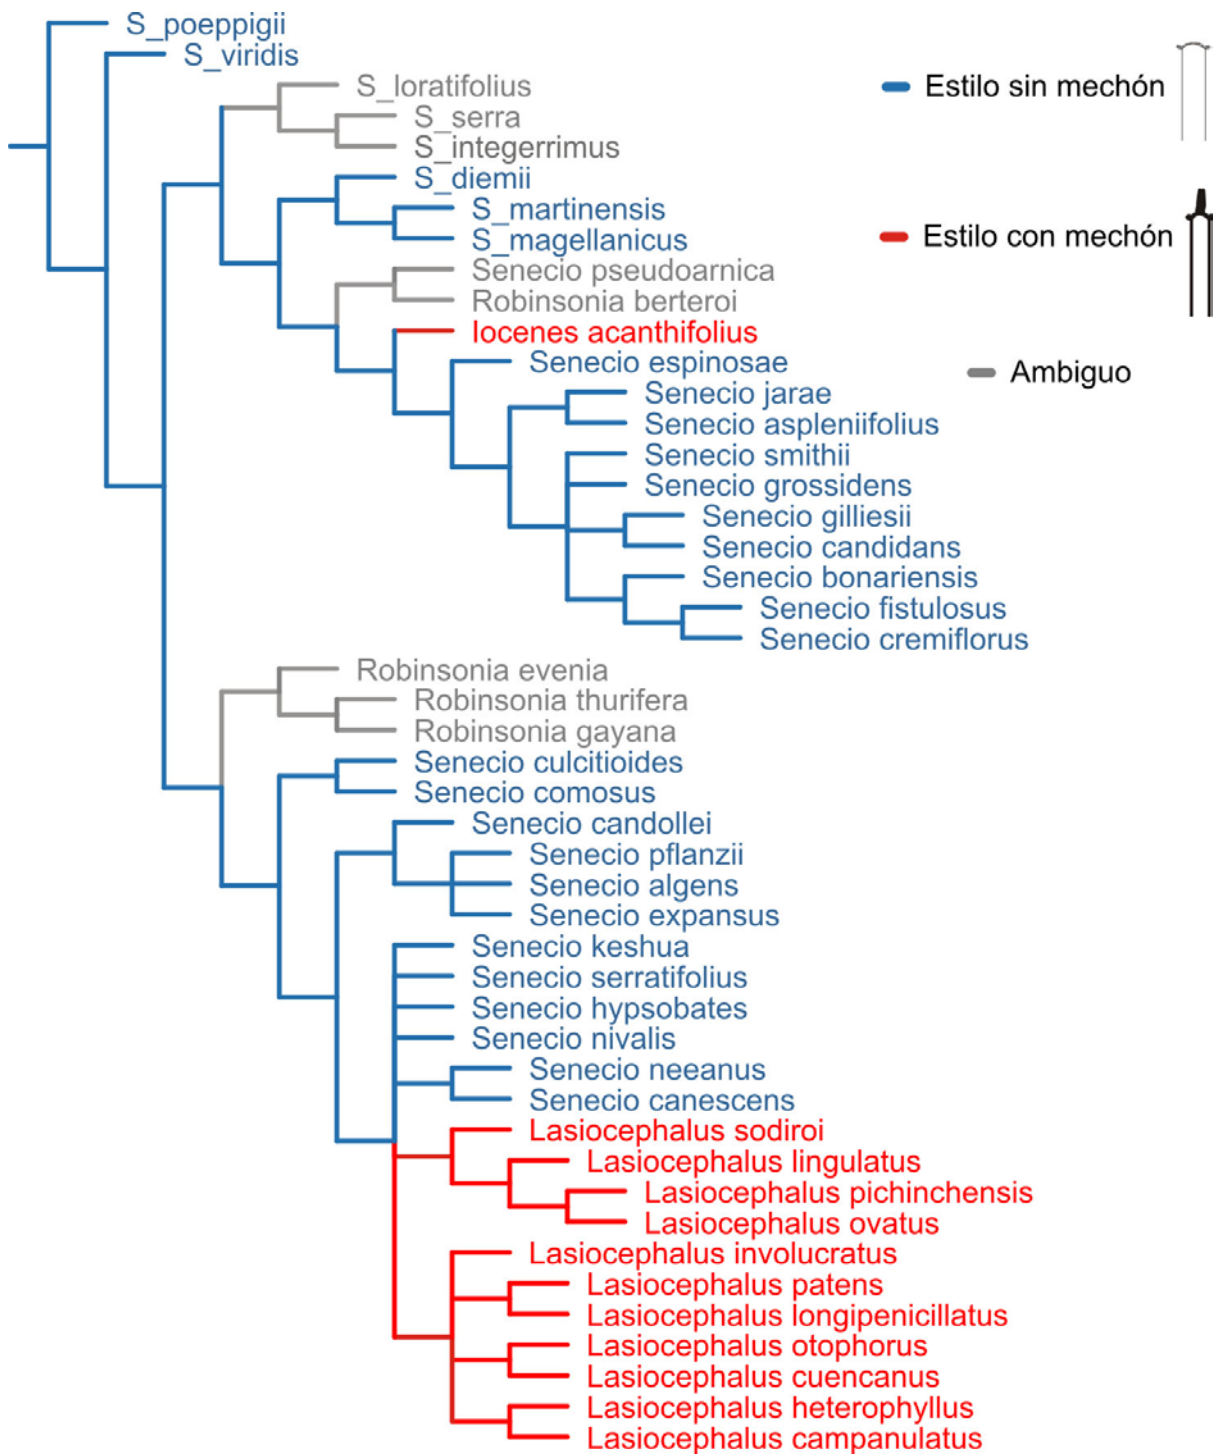 S_poeppigii
S_viridis
S_loratifolius
S_serra
S_integerrimus
S_diemii
S_martinensis
S_magellanicus
Senecio pseudoarnica
Robinsonia berteroi
Iocenes acanthifolius
Senecio espinosae
Senecio jarae
Senecio aspleniifolius
Senecio smithii
Senecio grossidens
Senecio gilliesii
Senecio candidans
Senecio bonariensis
Senecio fistulosus
Senecio cremiflorus
Robinsonia evenia
Robinsonia thurifera
Robinsonia gayana
Senecio culcitioides
Senecio comosus
Senecio candollei
Senecio pflanzii
Senecio algens
Senecio expansus
Senecio keshua
Senecio serratifolius
Senecio hypsobates
Senecio nivalis
Senecio neeanus
Senecio canescens
Lasiocephalus sodiroi
Lasiocephalus lingulatus
Lasiocephalus pichinchensis
Lasiocephalus ovatus
Lasiocephalus involucratus
Lasiocephalus patens
Lasiocephalus longipenicillatus
Lasiocephalus otophorus
Lasiocephalus cuencanus
Lasiocephalus heterophyllus
Lasiocephalus campanulatus
Estilo sin mechón
Estilo con mechón
Ambiguo